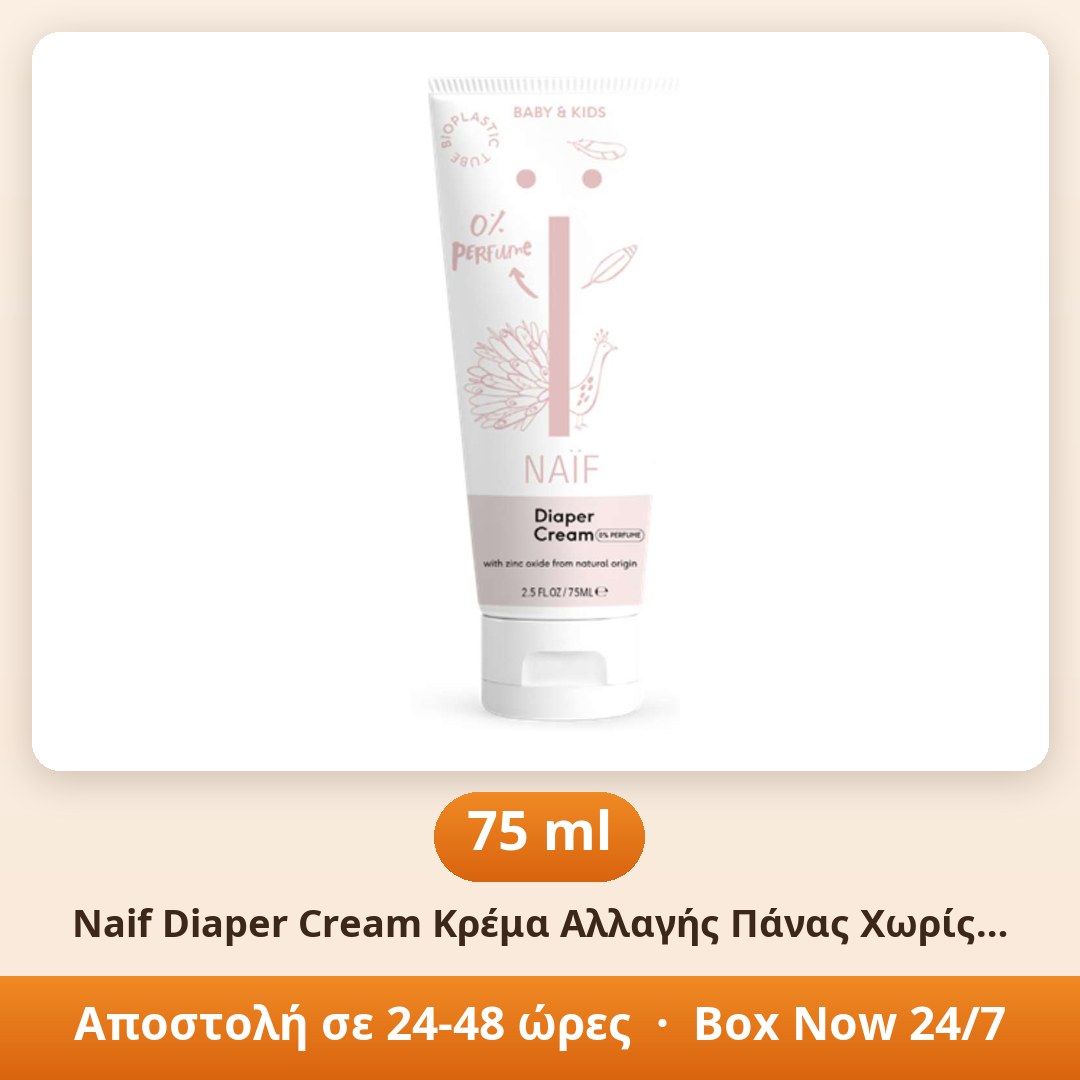 BABY & KIDS
BIOPLASTIC TUBE
0%
PERFUME
NAÏF
Diaper
Cream 0% PERFUME
with zinc oxide from natural origin
2.5 FL.OZ / 75ML ℮
75 ml
Naif Diaper Cream Κρέμα Αλλαγής Πάνας Χωρίς...
Αποστολή σε 24-48 ώρες · Box Now 24/7